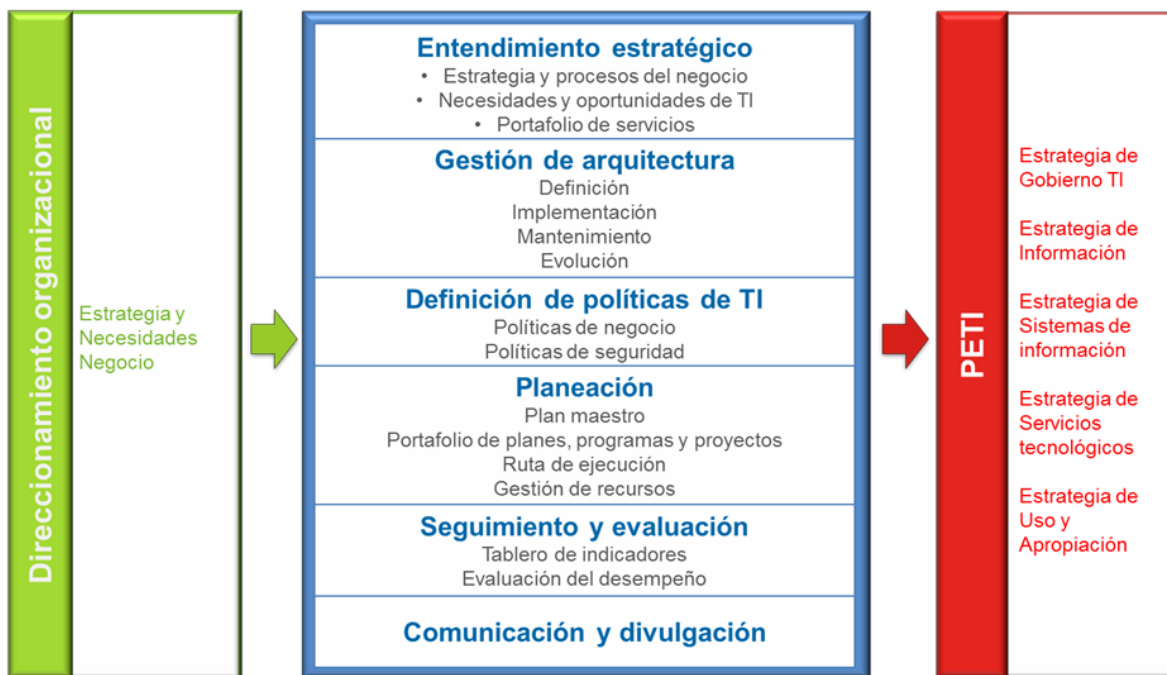 Direccionamiento organizacional
Estrategia y
Necesidades
Negocio
Entendimiento estratégico
• Estrategia y procesos del negocio
• Necesidades y oportunidades de TI
• Portafolio de servicios
Gestión de arquitectura
Definición
Implementación
Mantenimiento
Evolución
Definición de políticas de TI
Políticas de negocio
Políticas de seguridad
Planeación
Plan maestro
Portafolio de planes, programas y proyectos
Ruta de ejecución
Gestión de recursos
Seguimiento y evaluación
Tablero de indicadores
Evaluación del desempeño
Comunicación y divulgación
PETI
Estrategia de
Gobierno TI
Estrategia de
Información
Estrategia de
Sistemas de
información
Estrategia de
Servicios
tecnológicos
Estrategia de
Uso y
Apropiación